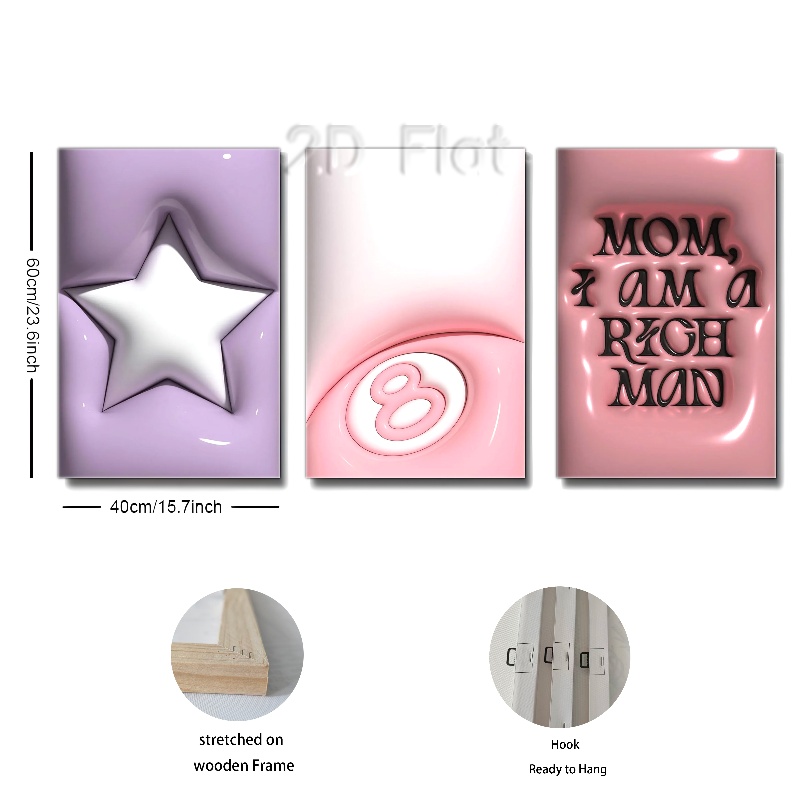 2D Flat
60cm/23.6inch
8
MOM,
i AM A
RiCH
MAN
40cm/15.7inch
stretched on
wooden Frame
Hook
Ready to Hang